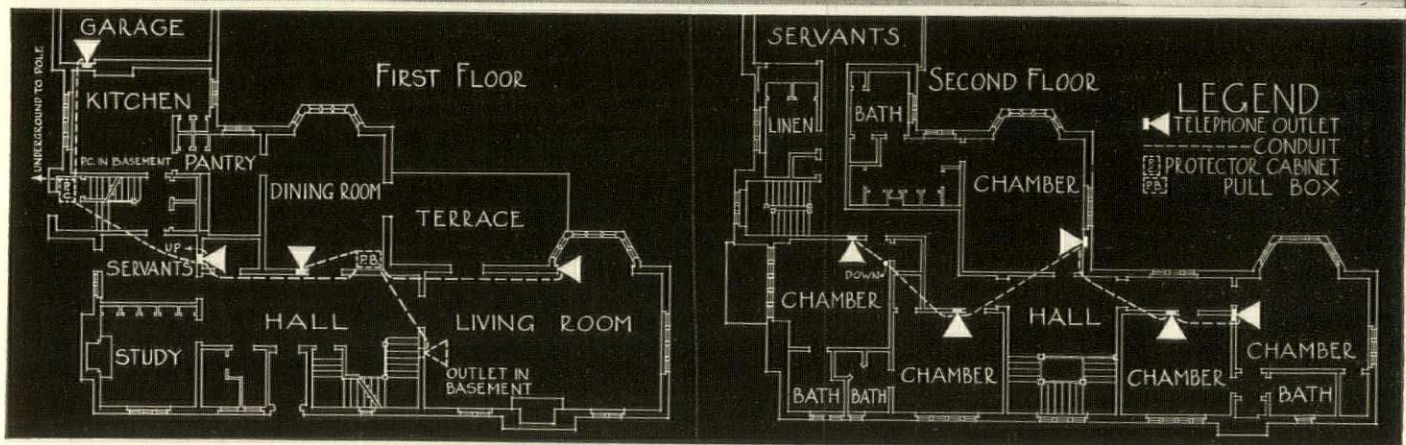 GARAGE
UNDERGROUND TO POLE
KITCHEN
FIRST FLOOR
P.C. IN BASEMENT
PANTRY
P.C.
DINING ROOM
TERRACE
UP
SERVANTS
P.B.
HALL
LIVING ROOM
STUDY
OUTLET IN
BASEMENT
SERVANTS
SECOND FLOOR
LINEN
BATH
CHAMBER
DOWN
CHAMBER
HALL
CHAMBER
BATH
BATH
CHAMBER
CHAMBER
BATH
LEGEND
TELEPHONE OUTLET
CONDUIT
P.C. PROTECTOR CABINET
P.B. PULL BOX